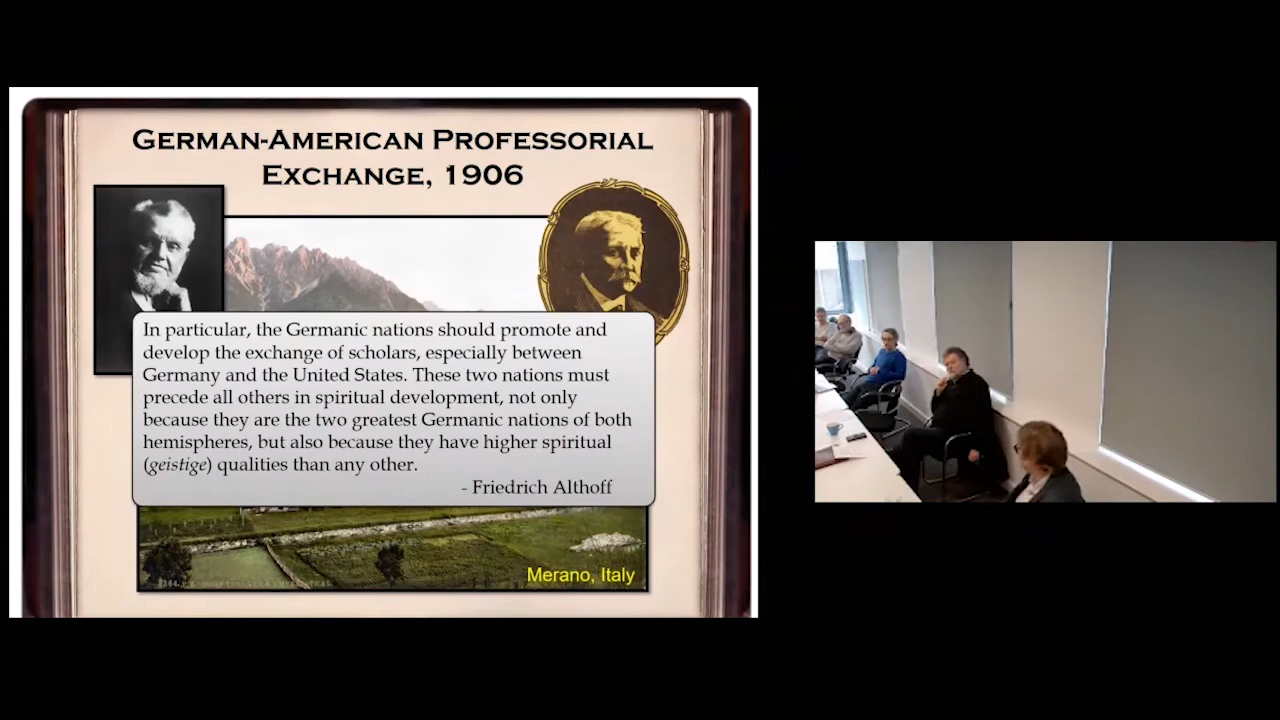 German-American Professorial
Exchange, 1906
In particular, the Germanic nations should promote and
develop the exchange of scholars, especially between
Germany and the United States. These two nations must
precede all others in spiritual development, not only
because they are the two greatest Germanic nations of both
hemispheres, but also because they have higher spiritual
(geistige) qualities than any other.
- Friedrich Althoff
Merano, Italy